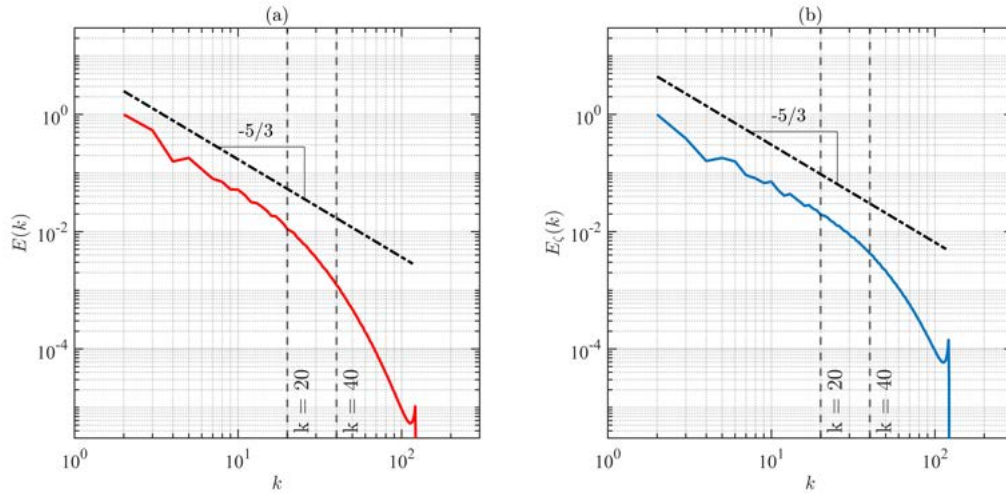 (a)
10^0
10^-2
10^-4
E(k)
-5/3
k = 20
k = 40
10^0
10^1
10^2
k
(b)
10^0
10^-2
10^-4
E_ζ(k)
-5/3
k = 20
k = 40
10^0
10^1
10^2
k